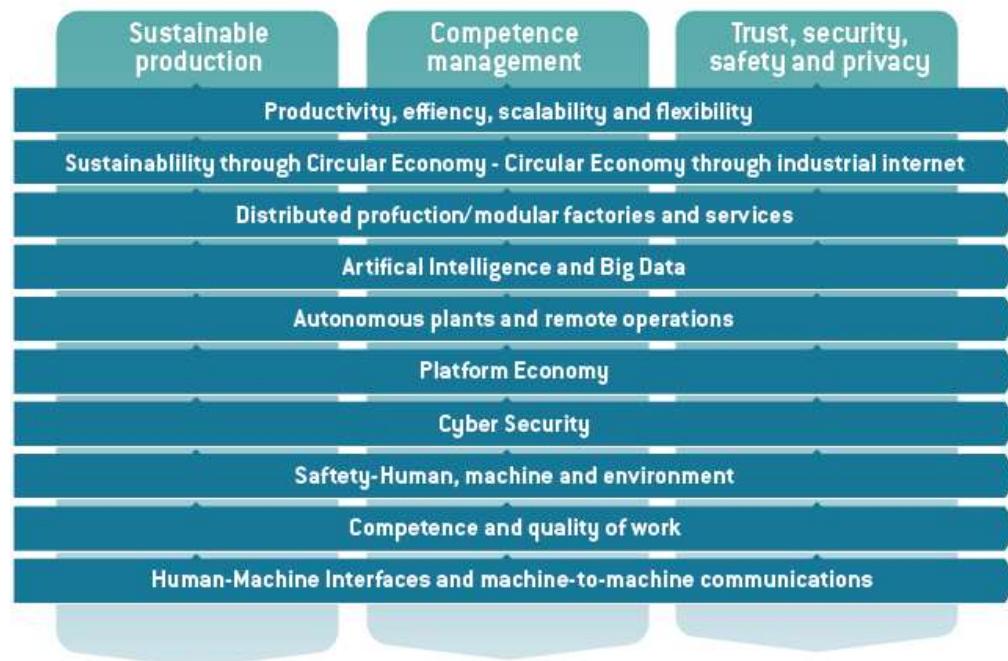 Sustainable
production
Competence
management
Trust, security,
safety and privacy
Productivity, effiency, scalability and flexibility
Sustainablility through Circular Economy - Circular Economy through industrial internet
Distributed profuction/modular factories and services
Artifical Intelligence and Big Data
Autonomous plants and remote operations
Platform Economy
Cyber Security
Saftety-Human, machine and environment
Competence and quality of work
Human-Machine Interfaces and machine-to-machine communications